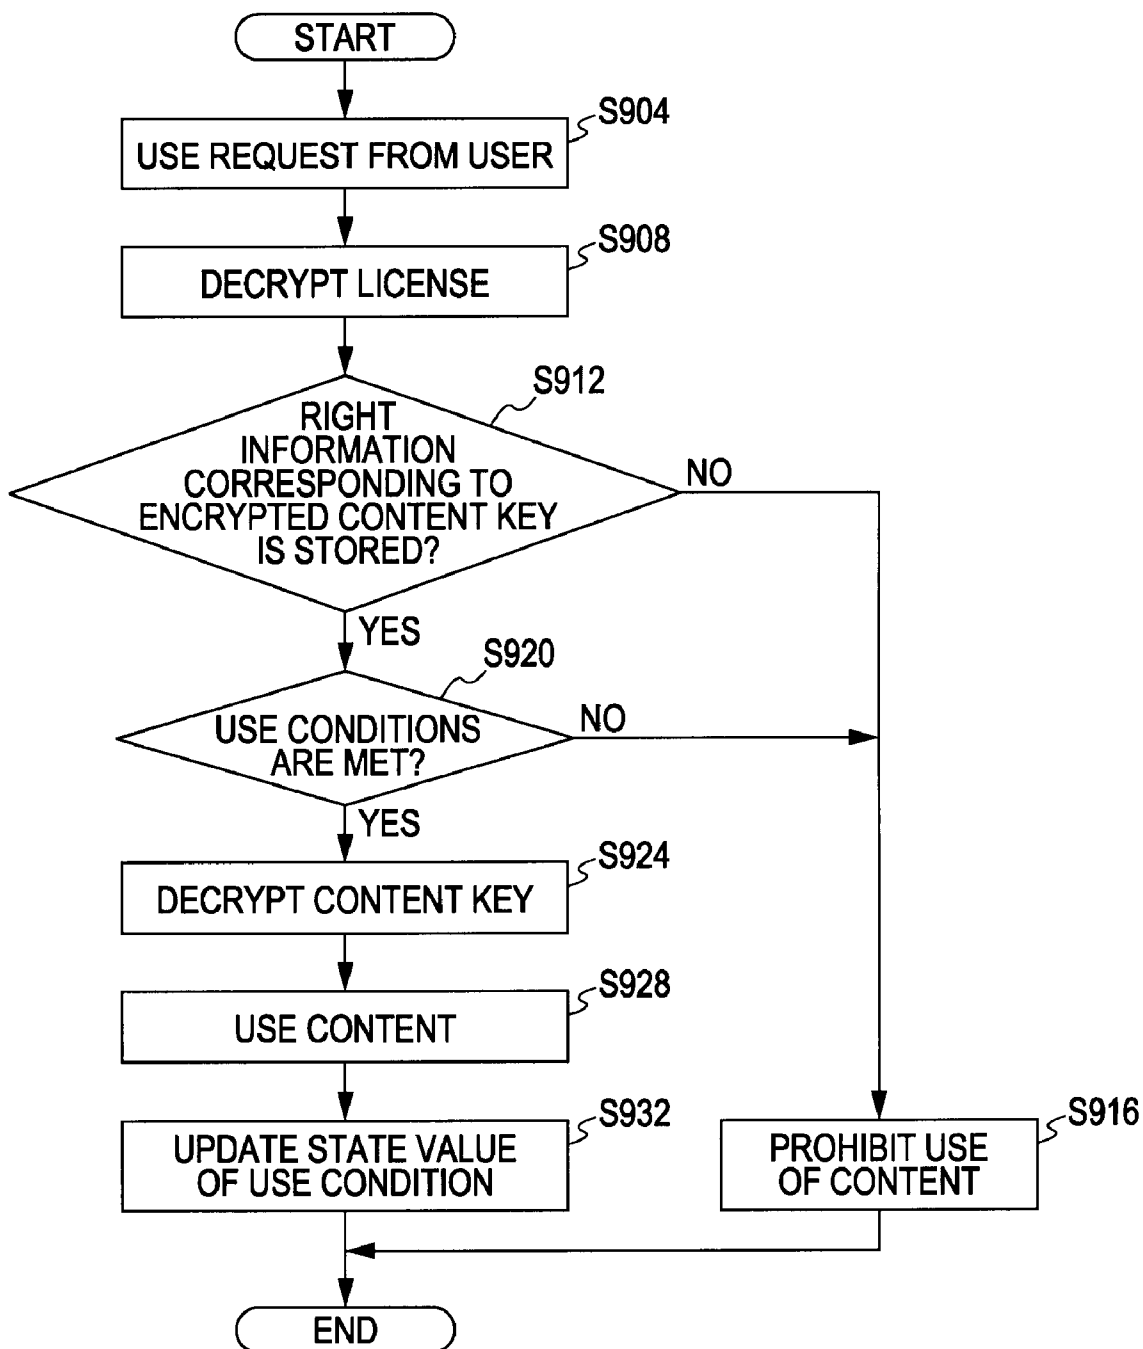 START
S904
USE REQUEST FROM USER
S908
DECRYPT LICENSE
S912
RIGHT
INFORMATION
CORRESPONDING TO
ENCRYPTED CONTENT KEY
IS STORED?
NO
YES
S920
USE CONDITIONS
ARE MET?
NO
YES
S924
DECRYPT CONTENT KEY
S928
USE CONTENT
S932
UPDATE STATE VALUE
OF USE CONDITION
S916
PROHIBIT USE
OF CONTENT
END